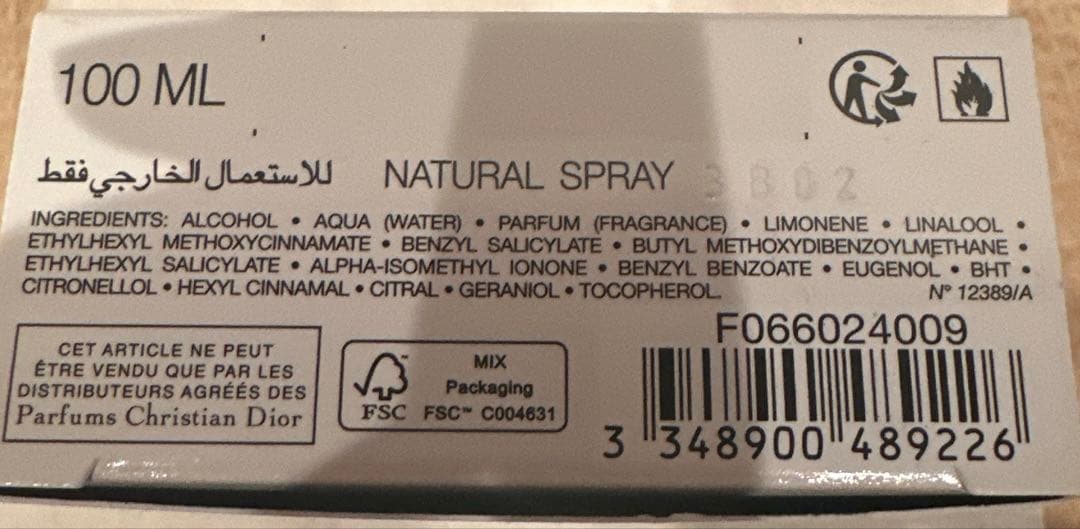 100 ML
للاستعمال الخارجي فقط NATURAL SPRAY 3B02
INGREDIENTS: ALCOHOL • AQUA (WATER) • PARFUM (FRAGRANCE) • LIMONENE • LINALOOL •
ETHYLHEXYL METHOXYCINNAMATE • BENZYL SALICYLATE • BUTYL METHOXYDIBENZOYLMETHANE •
ETHYLHEXYL SALICYLATE • ALPHA-ISOMETHYL IONONE • BENZYL BENZOATE • EUGENOL • BHT •
CITRONELLOL • HEXYL CINNAMAL • CITRAL • GERANIOL • TOCOPHEROL.
N° 12389/A
CET ARTICLE NE PEUT
ÊTRE VENDU QUE PAR LES
DISTRIBUTEURS AGRÉÉS DES
Parfums Christian Dior
FSC
MIX
Packaging
FSC™ C004631
F066024009
3 348900 489226